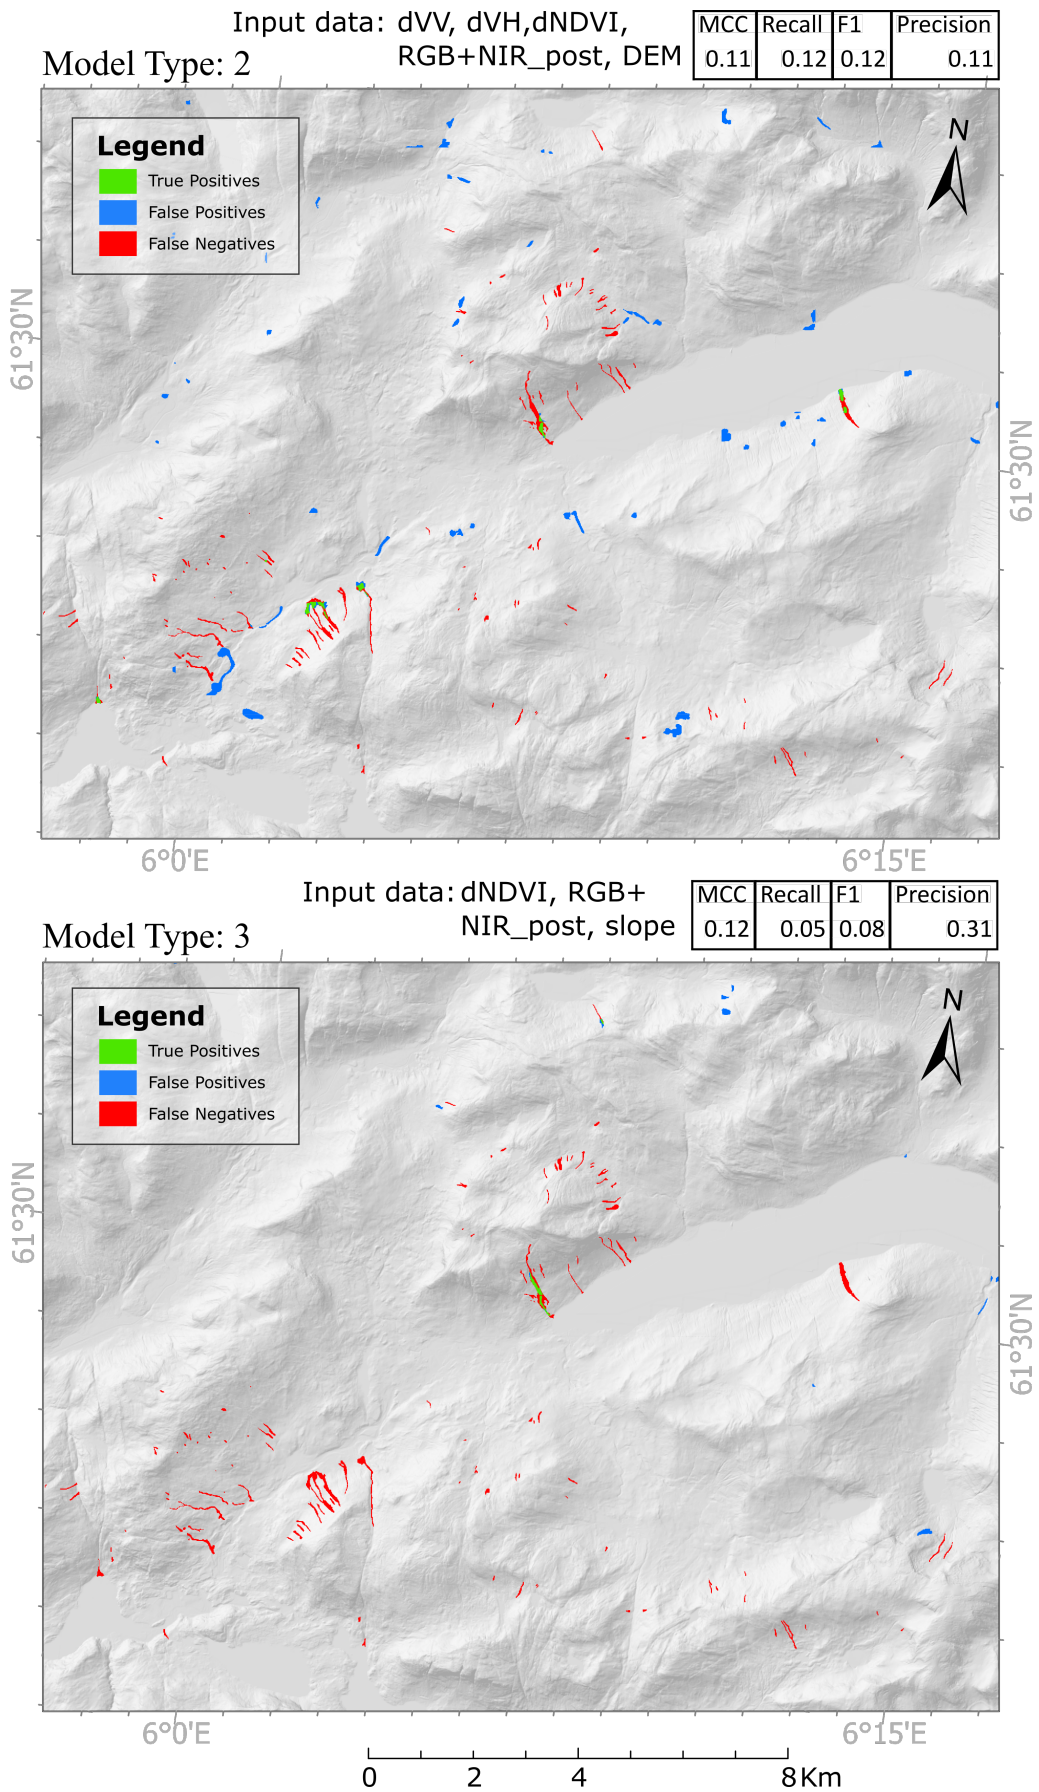 Input data: dVV, dVH,dNDVI,
RGB+NIR_post, DEM
Model Type: 2
MCC Recall F1 Precision
0.11 0.12 0.12 0.11
Legend
True Positives
False Positives
False Negatives
N
61°30'N
61°30'N
6°0'E 6°15'E
Input data: dNDVI, RGB+
NIR_post, slope
Model Type: 3
MCC Recall F1 Precision
0.12 0.05 0.08 0.31
Legend
True Positives
False Positives
False Negatives
N
61°30'N
61°30'N
6°0'E 6°15'E
0 2 4 8Km